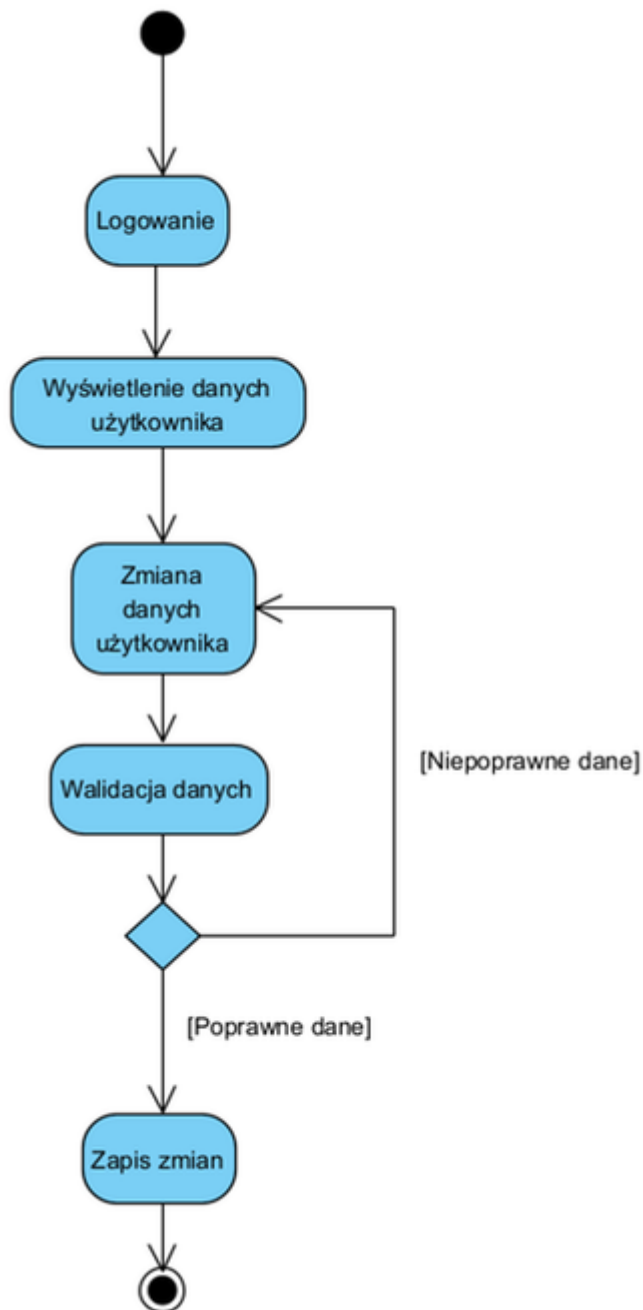 Logowanie
Wyświetlenie danych
użytkownika
Zmiana
danych
użytkownika
Walidacja danych
[Niepoprawne dane]
[Poprawne dane]
Zapis zmian